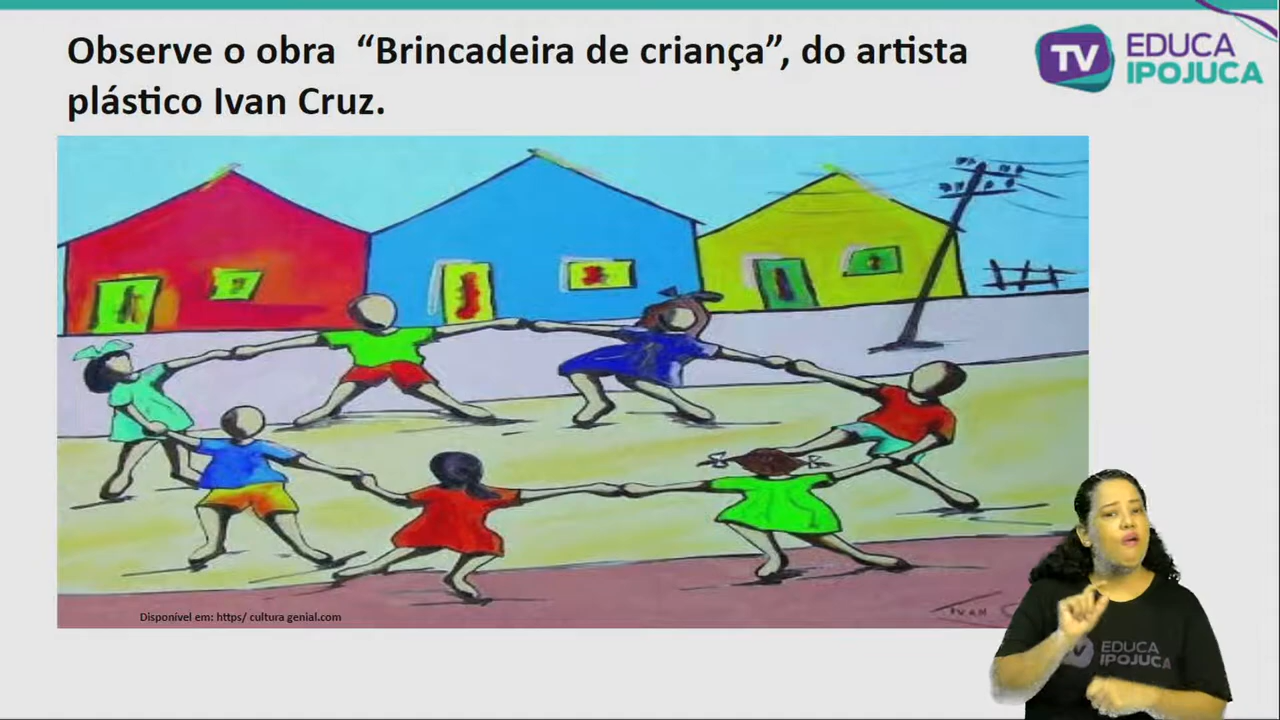 Observe o obra “Brincadeira de criança”, do artista
plástico Ivan Cruz.
TV EDUCA
IPOJUCA
Disponível em: https/ cultura genial.com
IVAN
TV EDUCA
IPOJUCA